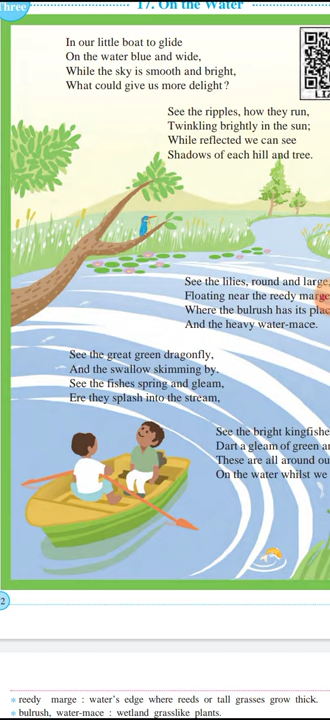 Three
17. On the Water
In our little boat to glide
On the water blue and wide,
While the sky is smooth and bright,
What could give us more delight?
See the ripples, how they run,
Twinkling brightly in the sun;
While reflected we can see
Shadows of each hill and tree.
See the lilies, round and large,
Floating near the reedy marge
Where the bulrush has its
And the heavy water-mace.
See the great green dragonfly,
And the swallow skimming by.
See the fishes spring and gleam,
Ere they splash into the stream,
See the bright
Dart a gleam of green
These are all around
On the water whilst we
2
* reedy marge : water's edge where reeds or tall grasses grow thick.
* bulrush, water-mace : wetland grasslike plants.